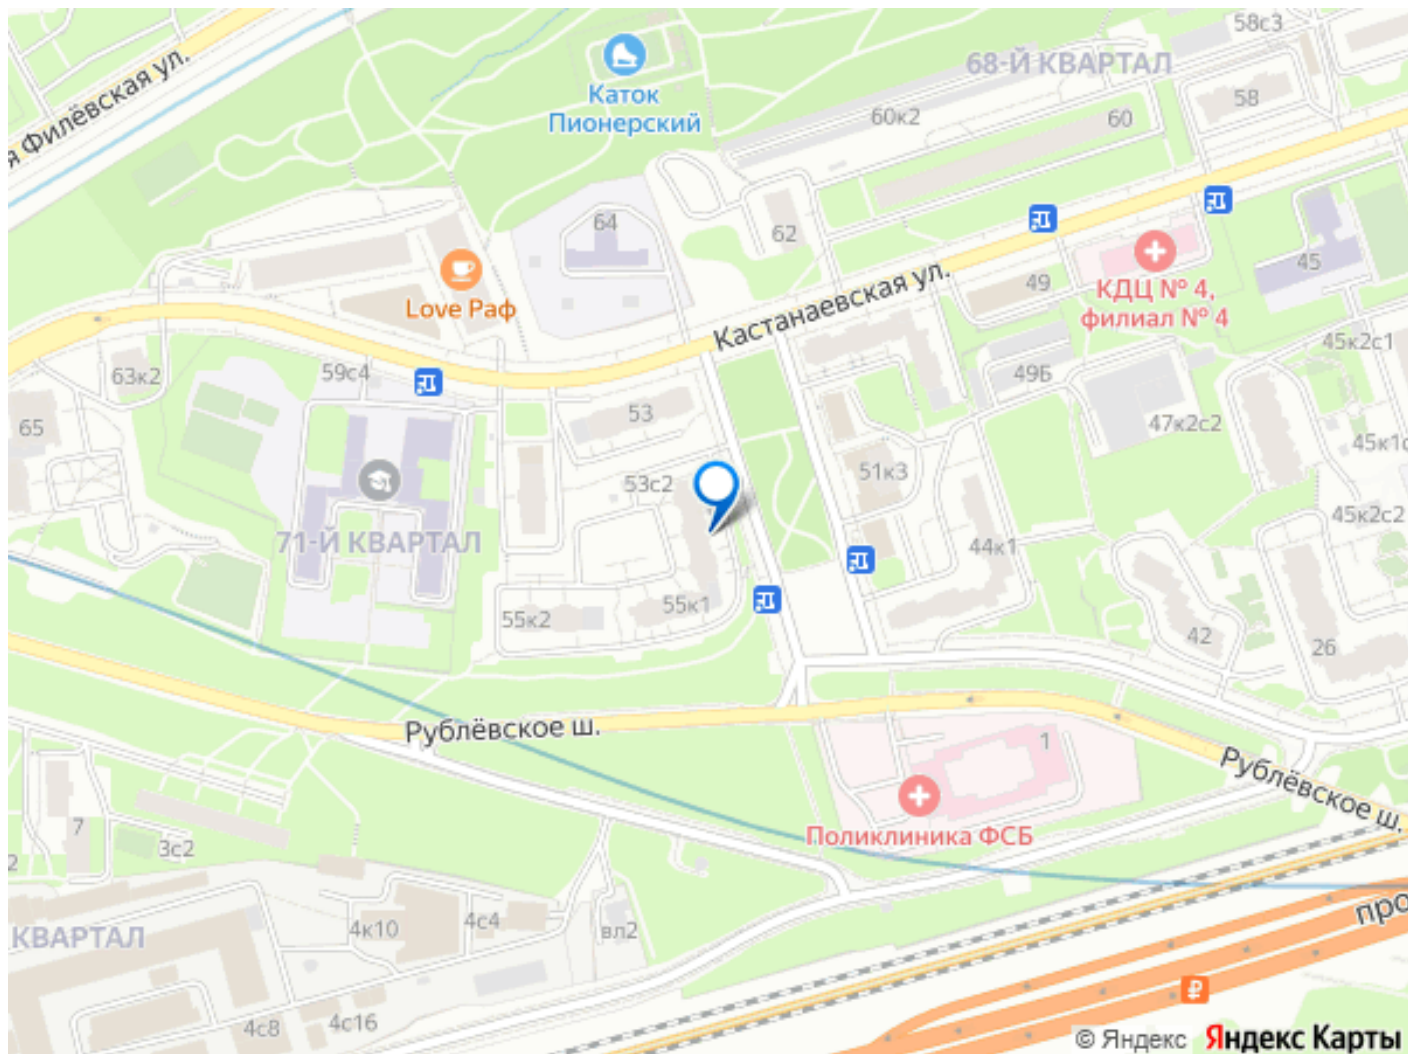 58с3
68-Й КВАРТАЛ
я Филёвская ул.
Каток
Пионерский
58
60к2
60
64
62
45
49
КДЦ № 4,
филиал № 4
Love Раф
Кастанаевская ул.
45к2с1
63к2
59с4
49Б
65
53
47к2с2
45к1с
51к3
53с2
45к2с2
71-Й КВАРТАЛ
44к1
55к1
55к2
42
26
Рублёвское ш.
1
Рублёвское ш.
Поликлиника ФСБ
7
3с2
2
4с4
4к10
вл2
КВАРТАЛ
про
₽
4с16
4с8
© Яндекс Яндекс Карты